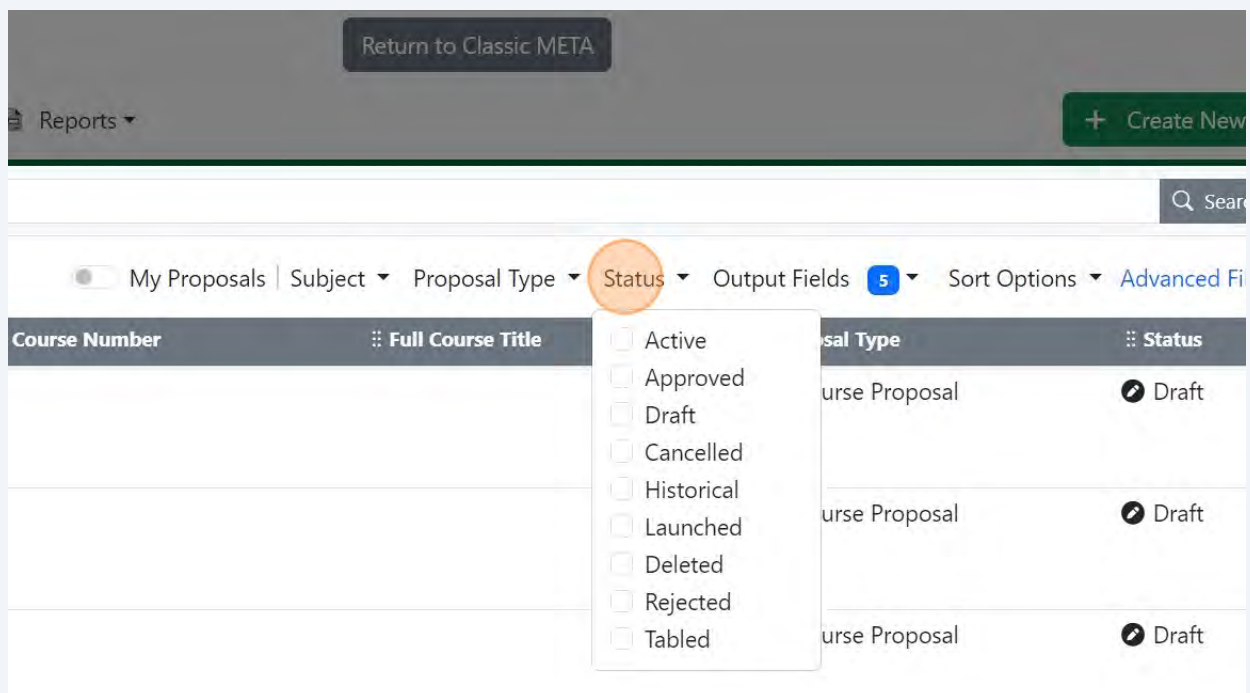 Return to Classic META
Reports
+ Create New
Sear
My Proposals | Subject Proposal Type Status Output Fields 5 Sort Options Advanced Fi
Course Number Full Course Title sal Type Status
Active
Approved
Draft
Cancelled
Historical
Launched
Deleted
Rejected
Tabled
urse Proposal Draft
urse Proposal Draft
urse Proposal Draft